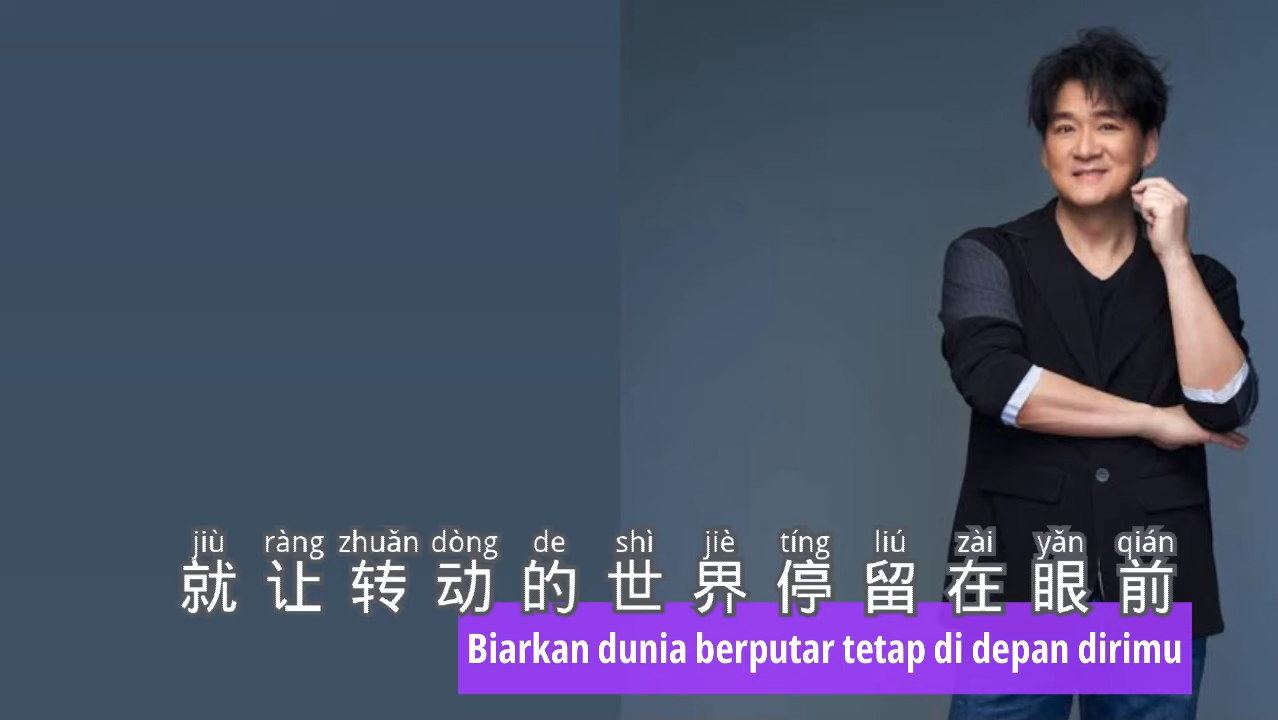 jiù ràng zhuǎn dòng de shì jiè tíng liú zài yǎn qián
就让转动的世界停留在眼前
Biarkan dunia berputar tetap di depan dirimu